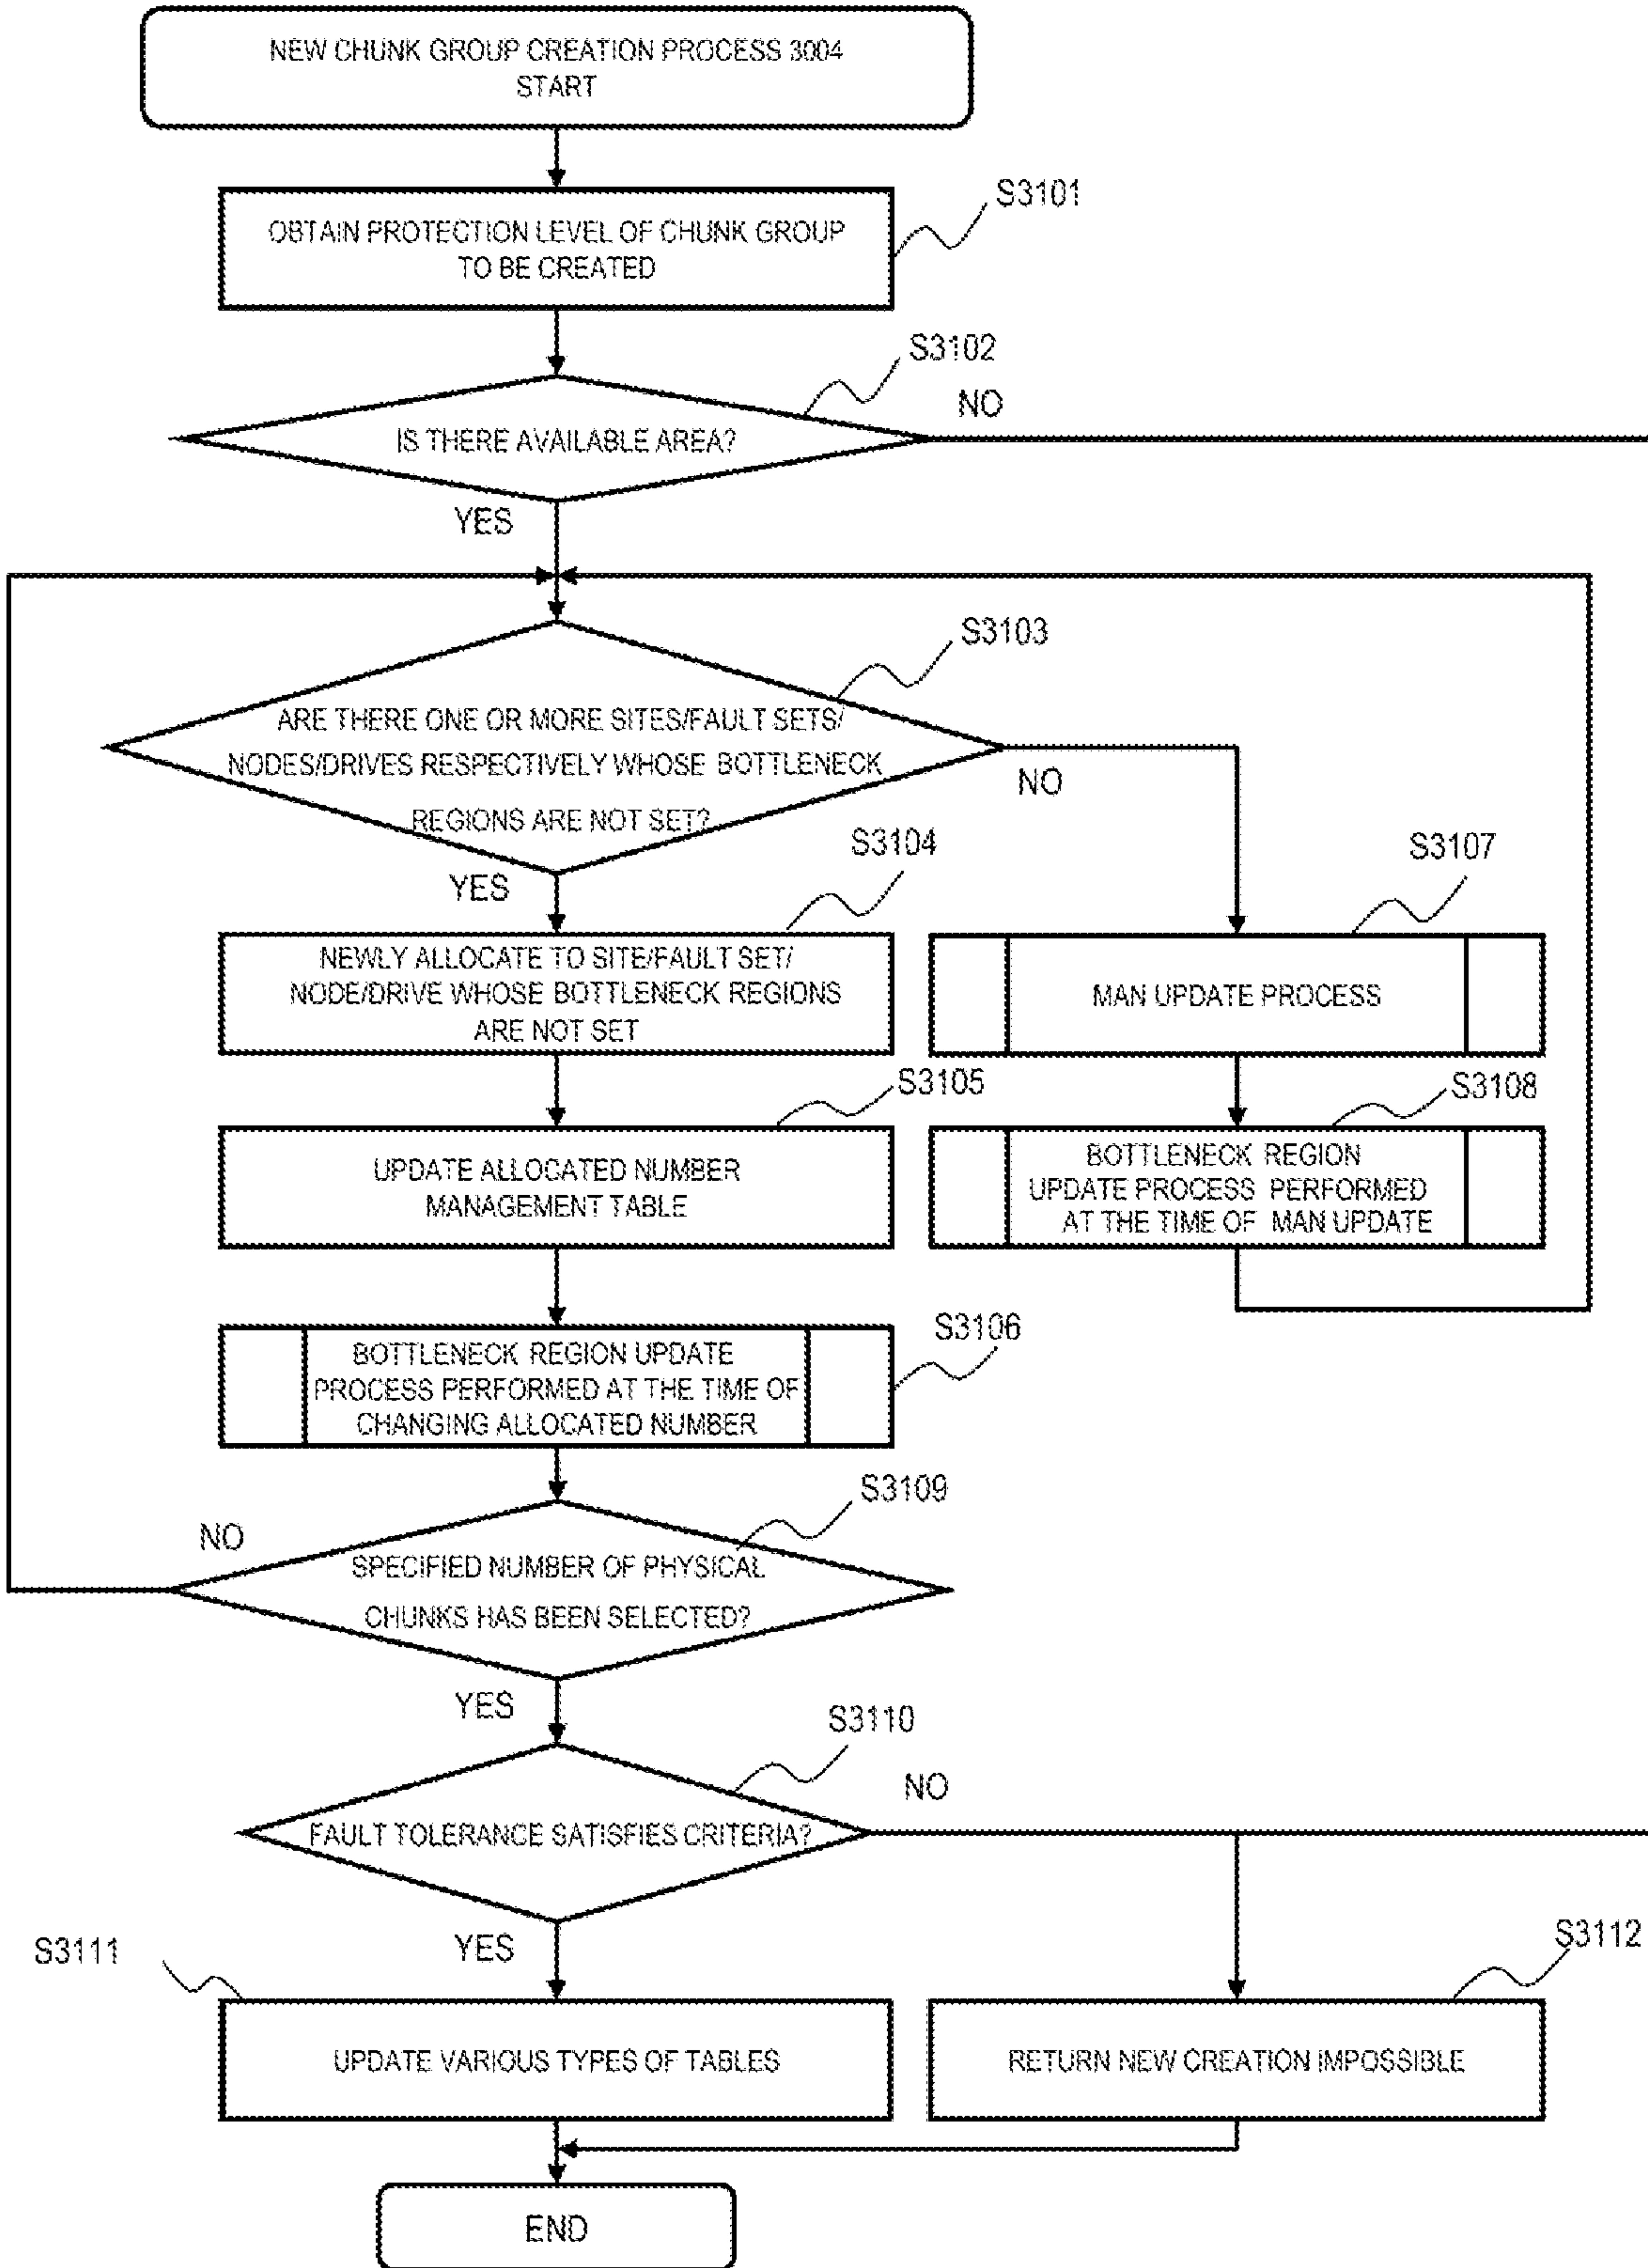 NEW CHUNK GROUP CREATION PROCESS 3004
START
S3101
OBTAIN PROTECTION LEVEL OF CHUNK GROUP
TO BE CREATED
S3102
NO
IS THERE AVAILABLE AREA?
YES
S3103
ARE THERE ONE OR MORE SITES/FAULT SETS/
NODES/DRIVES RESPECTIVELY WHOSE BOTTLENECK
REGIONS ARE NOT SET?
NO
YES
S3104
S3107
NEWLY ALLOCATE TO SITE/FAULT SET/
NODE/DRIVE WHOSE BOTTLENECK REGIONS
ARE NOT SET
MAN UPDATE PROCESS
S3105
S3108
UPDATE ALLOCATED NUMBER
MANAGEMENT TABLE
BOTTLENECK REGION
UPDATE PROCESS PERFORMED
AT THE TIME OF MAN UPDATE
S3106
BOTTLENECK REGION UPDATE
PROCESS PERFORMED AT THE TIME OF
CHANGING ALLOCATED NUMBER
S3109
NO
SPECIFIED NUMBER OF PHYSICAL
CHUNKS HAS BEEN SELECTED?
YES
S3110
NO
FAULT TOLERANCE SATISFIES CRITERIA?
YES
S3111
S3112
UPDATE VARIOUS TYPES OF TABLES
RETURN NEW CREATION IMPOSSIBLE
END